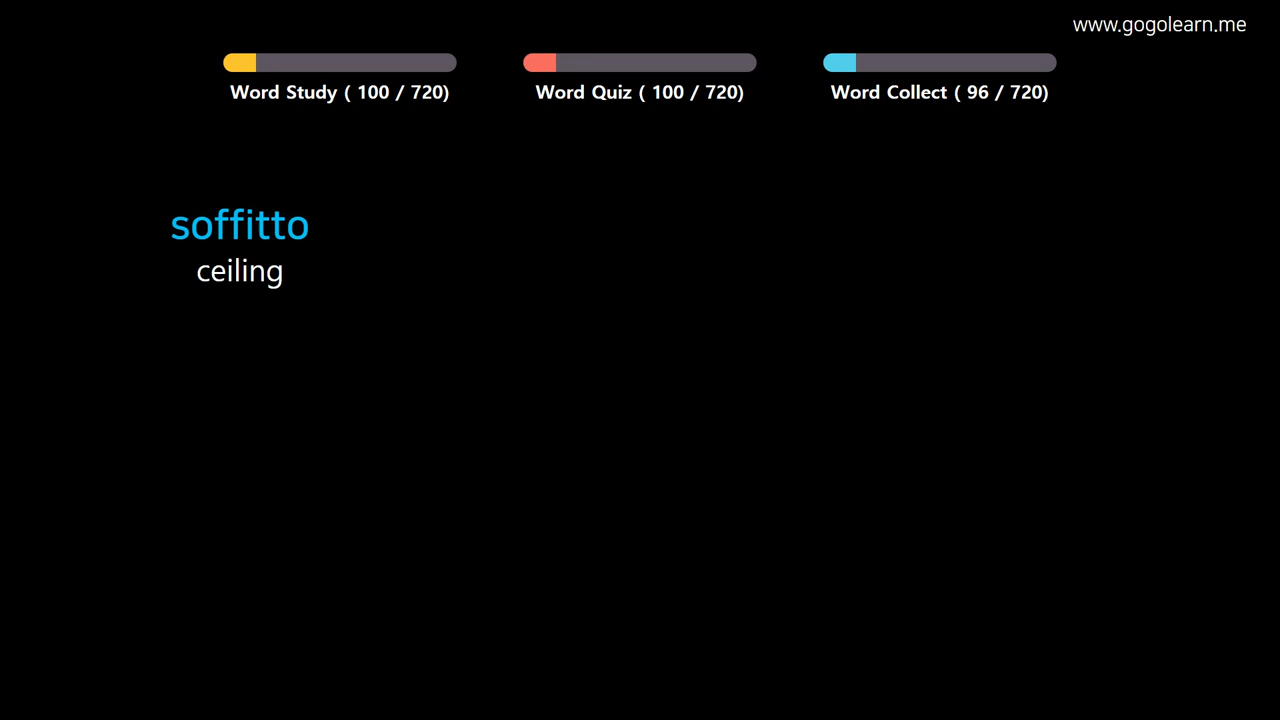 www.gogolearn.me
Word Study ( 100 / 720)
Word Quiz ( 100 / 720)
Word Collect ( 96 / 720)
soffitto
ceiling